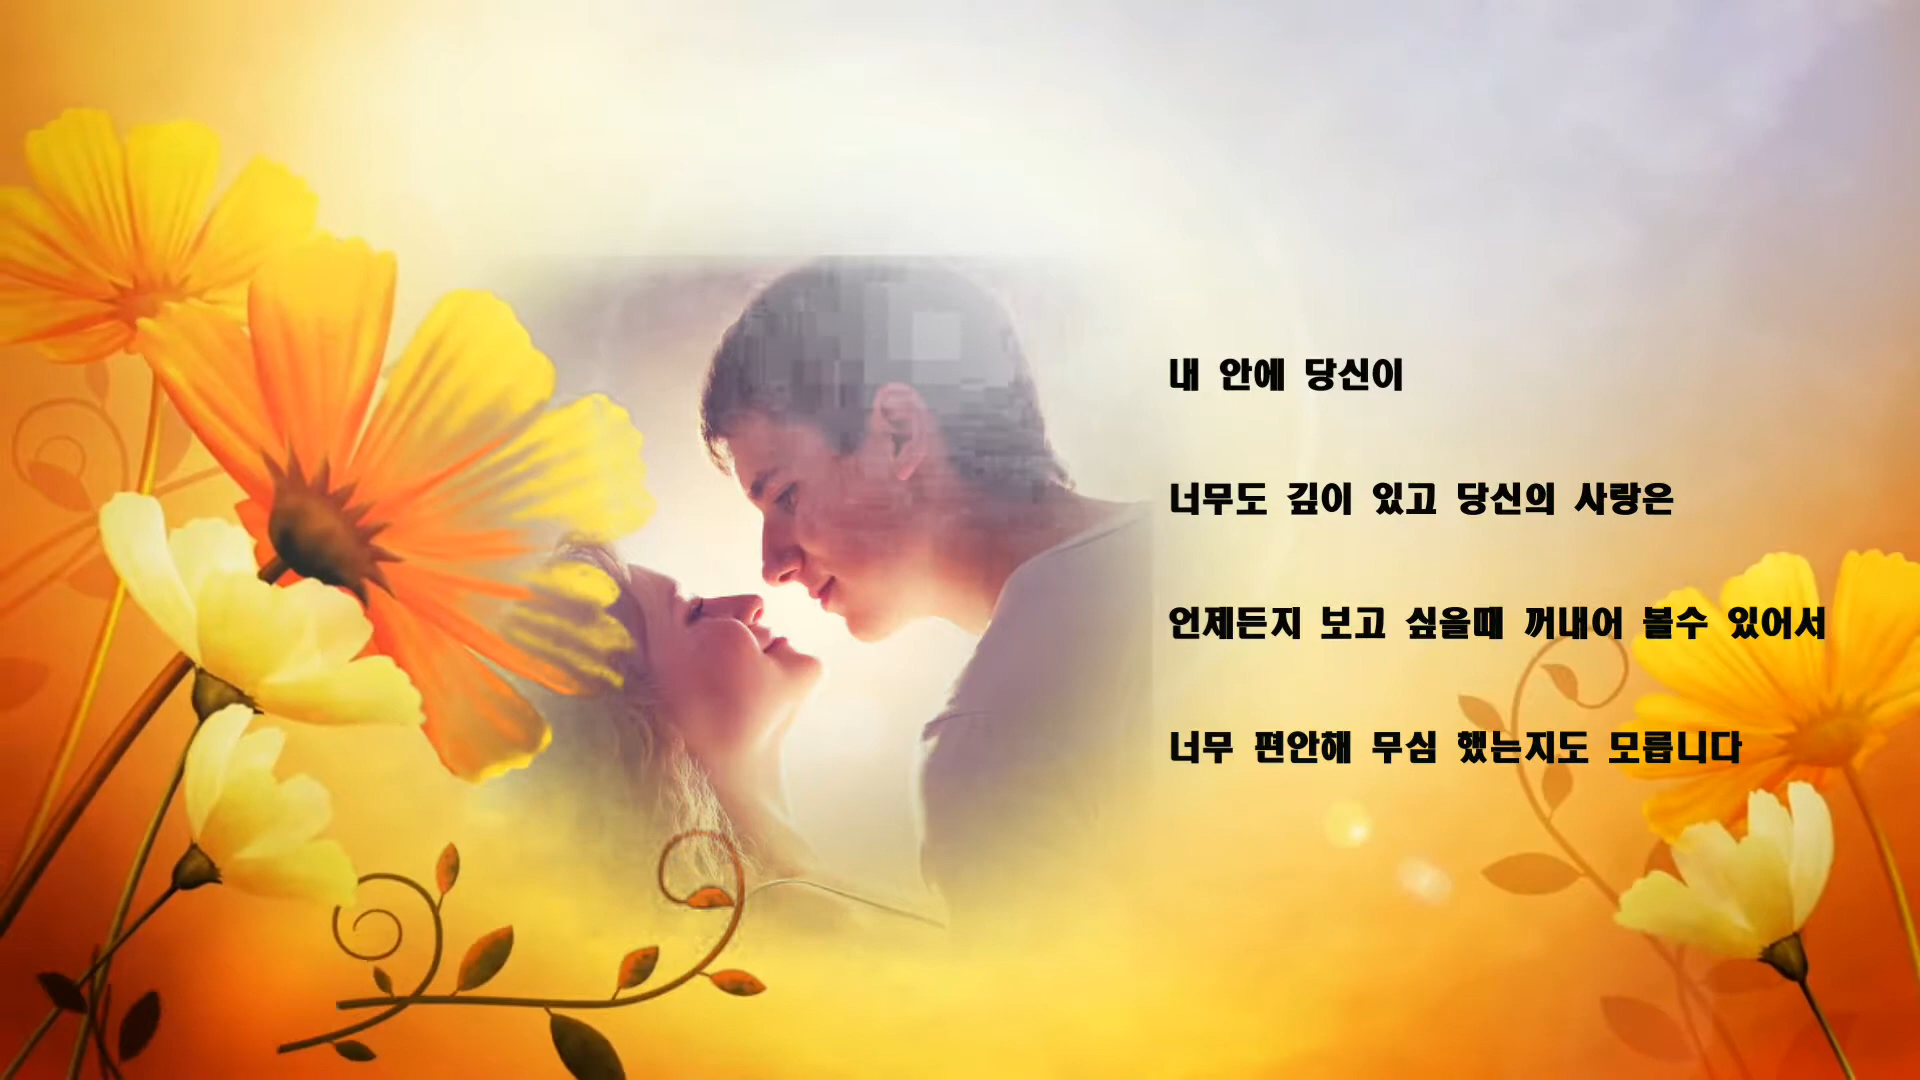 내 안에 당신이
너무도 깊이 있고 당신의 사랑은
언제든지 보고 싶을때 꺼내어 볼수 있어서
너무 편안해 무심 했는지도 모릅니다